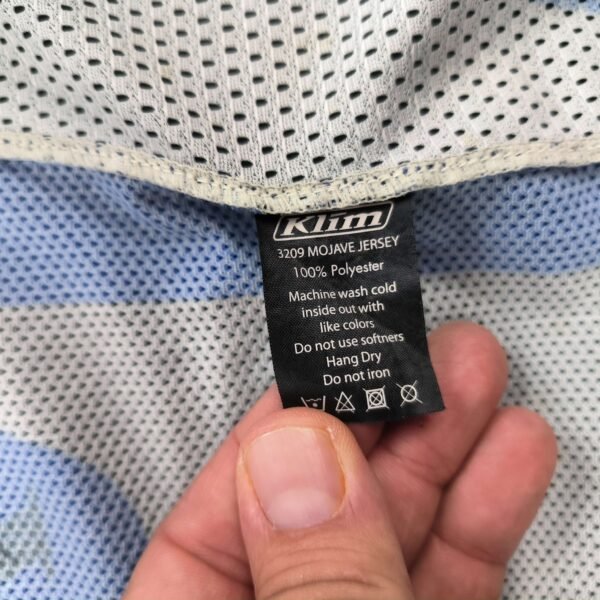 Klim
3209 MOJAVE JERSEY
100% Polyester
Machine wash cold
inside out with
like colors
Do not use softners
Hang Dry
Do not iron